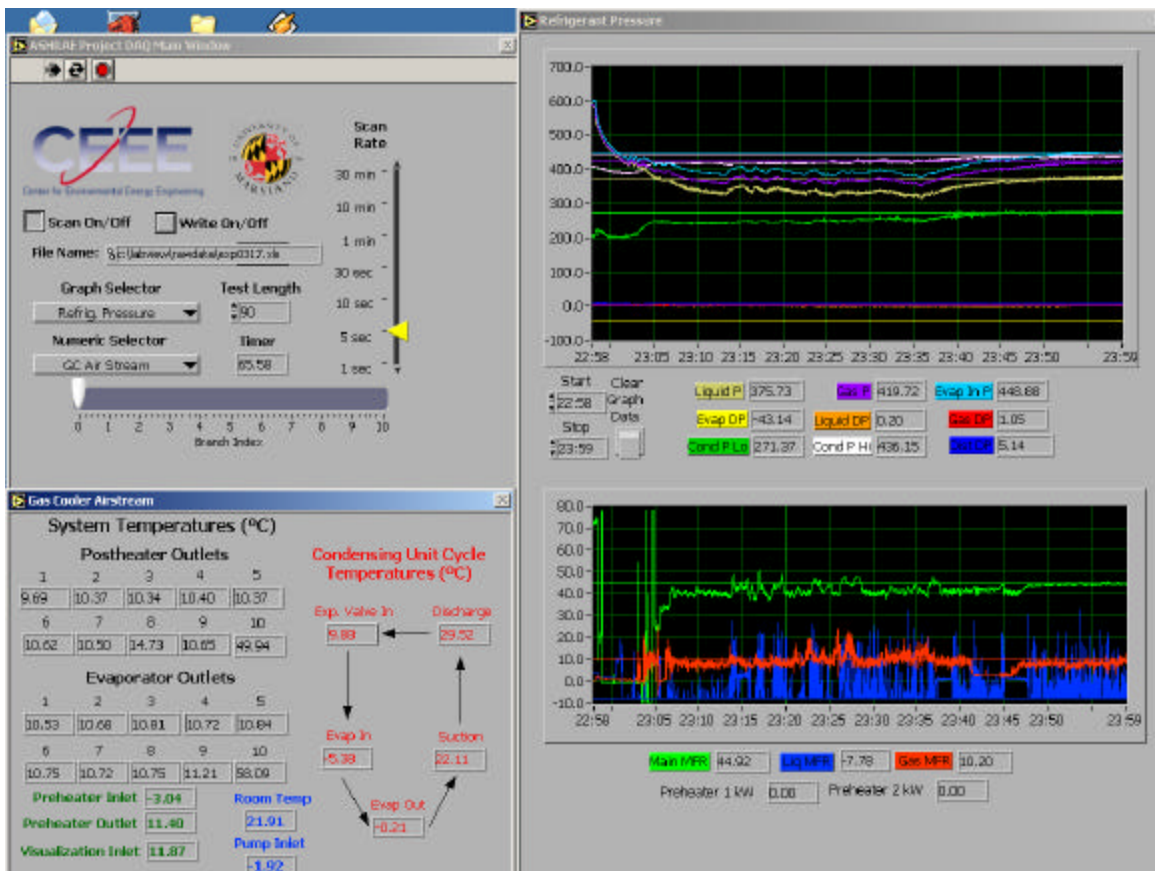 ASHRAE Project DAQ Main Window
CEEE
Center for Environmental Energy Engineering
UNIVERSITY OF
MARYLAND
Scan
Rate
30 min
10 min
1 min
30 sec
10 sec
5 sec
1 sec
Scan On/Off
Write On/Off
File Name: c:\labview\rawdata\exp0317.xls
Graph Selector
Test Length
Refrig. Pressure
90
Numeric Selector
Timer
GC Air Stream
65.58
0 1 2 3 4 5 6 7 8 9 10
Branch Index
Gas Cooler Airstream
System Temperatures (ºC)
Postheater Outlets
1 2 3 4 5
9.69 10.37 10.34 10.40 10.37
6 7 8 9 10
10.62 10.50 14.73 10.65 49.94
Evaporator Outlets
1 2 3 4 5
10.53 10.68 10.81 10.72 10.84
6 7 8 9 10
10.75 10.72 10.75 11.21 58.09
Preheater Inlet -3.04
Preheater Outlet 11.40
Visualization Inlet 11.87
Room Temp
21.91
Pump Inlet
-1.92
Condensing Unit Cycle
Temperatures (ºC)
Exp. Valve In
9.88
Discharge
29.52
Evap In
-5.38
Suction
22.11
Evap Out
-0.21
Refrigerant Pressure
700.0
600.0
500.0
400.0
300.0
200.0
100.0
0.0
-100.0
22:58 23:05 23:10 23:15 23:20 23:25 23:30 23:35 23:40 23:45 23:50 23:59
Start
22:58
Stop
23:59
Clear
Graph
Data
Liquid P 375.73 Gas P 419.72 Evap In P 448.88
Evap DP -43.14 Liquid DP 0.20 Gas DP 1.05
Cond P Lo 271.37 Cond P Hi 436.15 5.14
80.0
70.0
60.0
50.0
40.0
30.0
20.0
10.0
0.0
-10.0
22:58 23:05 23:10 23:15 23:20 23:25 23:30 23:35 23:40 23:45 23:50 23:59
Main MFR 44.92 Liq MFR -7.78 Gas MFR 10.20
Preheater 1 kW 0.00 Preheater 2 kW 0.00